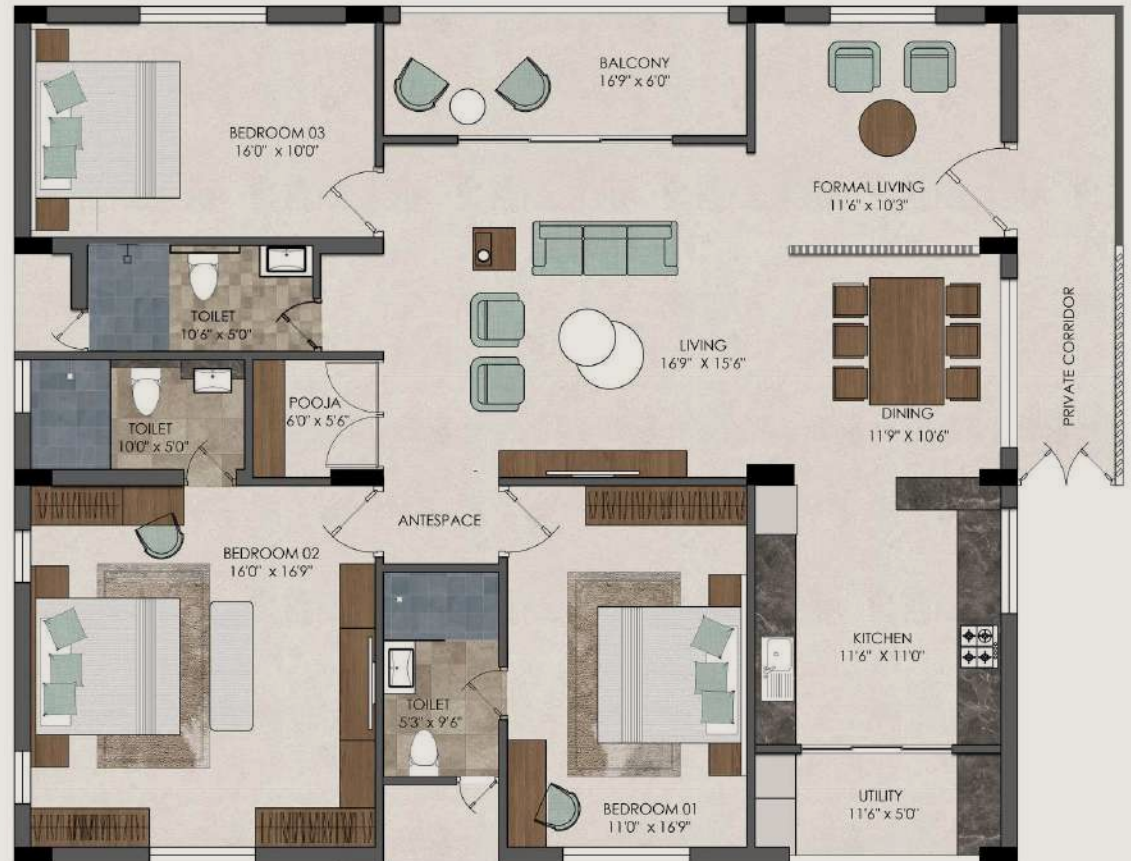 BALCONY
16'9" x 6'0"
BEDROOM 03
16'0" x 10'0"
FORMAL LIVING
11'6" x 10'3"
TOILET
10'6" x 5'0"
LIVING
16'9" X 15'6"
PRIVATE CORRIDOR
POOJA
6'0" x 5'6"
DINING
11'9" X 10'6"
TOILET
10'0" x 5'0"
ANTESPACE
BEDROOM 02
16'0" x 16'9"
KITCHEN
11'6" X 11'0"
TOILET
5'3" x 9'6"
BEDROOM 01
11'0" x 16'9"
UTILITY
11'6" x 5'0"